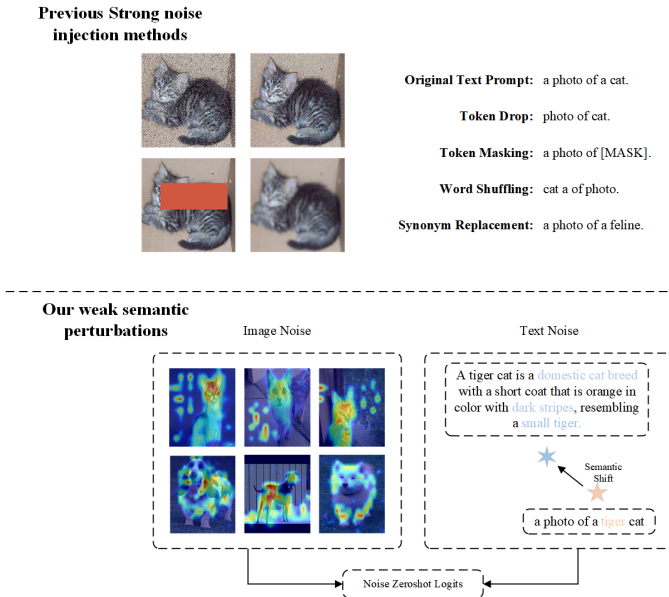 Previous Strong noise
injection methods
Original Text Prompt: a photo of a cat.
Token Drop: photo of cat.
Token Masking: a photo of [MASK].
Word Shuffling: cat a of photo.
Synonym Replacement: a photo of a feline.
Our weak semantic
perturbations
Image Noise
Text Noise
A tiger cat is a domestic cat breed
with a short coat that is orange in
color with dark stripes, resembling
a small tiger.
Semantic
Shift
a photo of a tiger cat
Noise Zeroshot Logits